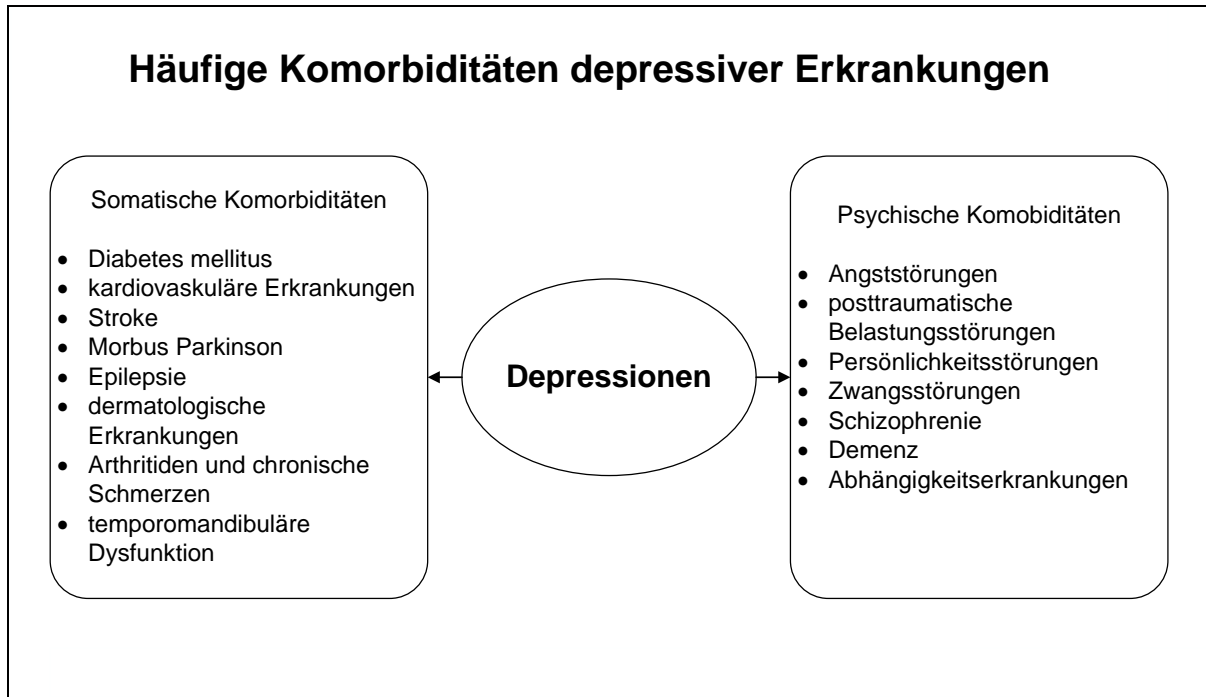 Häufige Komorbiditäten depressiver Erkrankungen
Somatische Komorbiditäten
• Diabetes mellitus
• kardiovaskuläre Erkrankungen
• Stroke
• Morbus Parkinson
• Epilepsie
• dermatologische
Erkrankungen
• Arthritiden und chronische
Schmerzen
• temporomandibuläre
Dysfunktion
Depressionen
Psychische Komobiditäten
• Angststörungen
• posttraumatische
Belastungsstörungen
• Persönlichkeitsstörungen
• Zwangsstörungen
• Schizophrenie
• Demenz
• Abhängigkeitserkrankungen